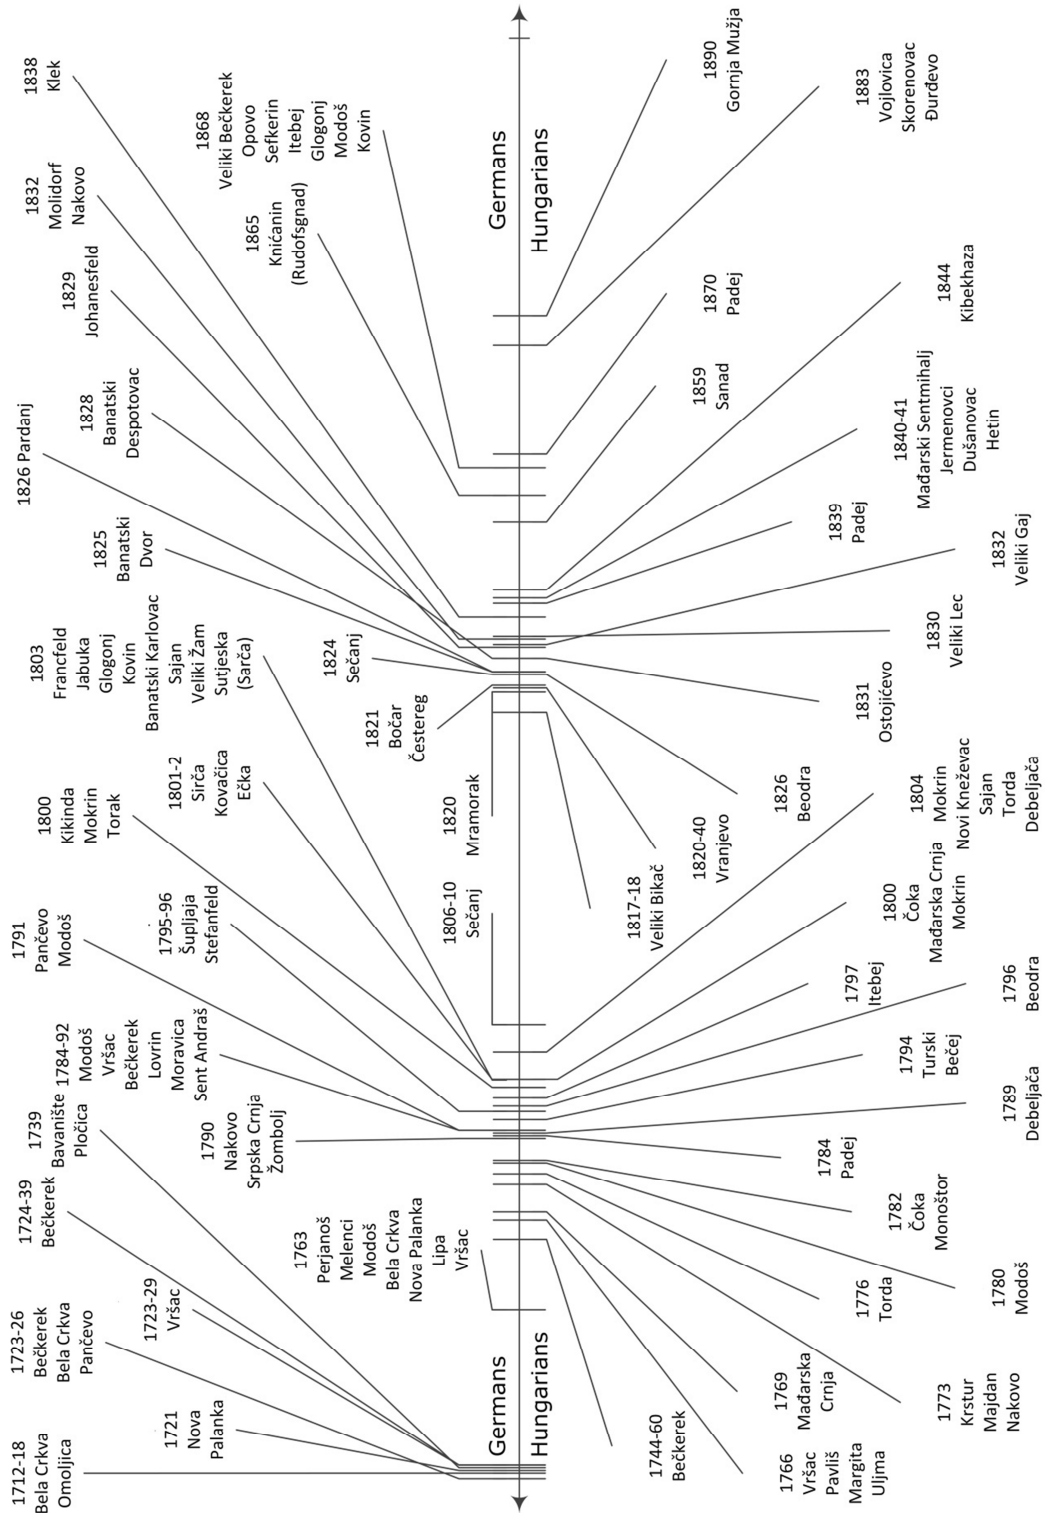 1712-18
Bela Crkva
Omoljica
1721
Nova
Palanka
1723-26
Bečkerek
Bela Crkva
Pančevo
1723-29
Vršac
1724-39
Bečkerek
1739
Bavanište
Pločica
1763
Perjanoš
Melenci
Modoš
Bela Crkva
Nova Palanka
Lipa
Vršac
1784-92
Modoš
Vršac
Bečkerek
Lovrin
Moravica
Sent Andraš
1790
Nakovo
Srpska Crnja
Žombolj
1791
Pančevo
Modoš
1795-96
Šupljaja
Stefanfeld
1800
Kikinda
Mokrin
Torak
1801-2
Sirča
Kovačica
Ečka
1803
Francfeld
Jabuka
Glogonj
Kovin
Banatski Karlovac
Sajan
Veliki Žam
Sutjeska
(Sarča)
1806-10
Sečanj
1820
Mramorak
1821
Bočar
Čestereg
1824
Sečanj
1825
Banatski
Dvor
1826 Pardanj
1828
Banatski
Despotovac
1829
Johanesfeld
1832
Molidorf
Nakovo
1838
Klek
1865
Knićanin
(Rudofsgnad)
1868
Veliki Bečkerek
Opovo
Sefkerin
Itebej
Glogonj
Modoš
Kovin
Germans
Hungarians
Germans
Hungarians
1744-60
Bečkerek
1766
Vršac
Pavliš
Margita
Uljma
1769
Mađarska
Crnja
1773
Krstur
Majdan
Nakovo
1776
Torda
1780
Modoš
1782
Čoka
Monoštor
1784
Padej
1789
Debeljača
1794
Turski
Bečej
1796
Beodra
1797
Itebej
1800
Čoka
Mađarska Crnja
Mokrin
1804
Mokrin
Novi Kneževac
Sajan
Torda
Debeljača
1817-18
Veliki Bikač
1820-40
Vranjevo
1826
Beodra
1831
Ostojićevo
1830
Veliki Lec
1832
Veliki Gaj
1839
Padej
1840-41
Mađarski Sentmihalj
Jermenovci
Dušanovac
Hetin
1844
Kibekhaza
1859
Sanad
1870
Padej
1883
Vojlovica
Skorenovac
Đurđevo
1890
Gornja Mužja